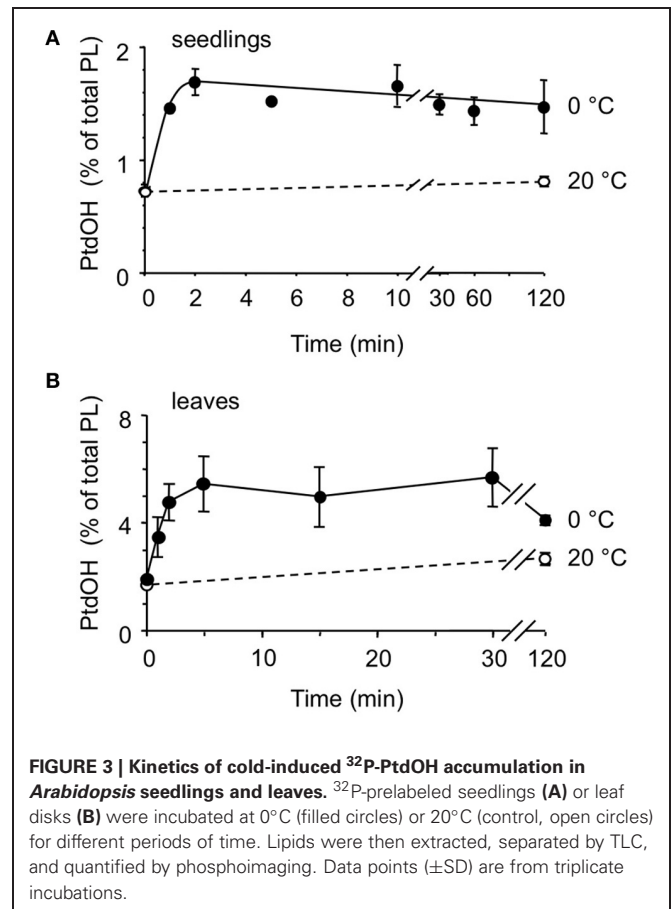 A
seedlings
2
1
0
PtdOH (% of total PL)
0 °C
20 °C
0 2 4 6 8 10 30 60 120
Time (min)
B
leaves
8
4
0
PtdOH (% of total PL)
0 °C
20 °C
0 10 20 30 120
Time (min)
FIGURE 3 | Kinetics of cold-induced ³²P-PtdOH accumulation in
Arabidopsis seedlings and leaves. ³²P-prelabeled seedlings (A) or leaf
disks (B) were incubated at 0°C (filled circles) or 20°C (control, open circles)
for different periods of time. Lipids were then extracted, separated by TLC,
and quantified by phosphoimaging. Data points (±SD) are from triplicate
incubations.